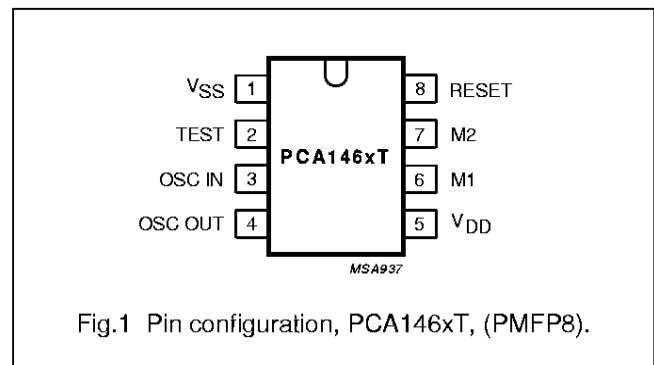 VSS 1 8 RESET
TEST 2 7 M2
PCA146xT
OSC IN 3 6 M1
OSC OUT 4 5 VDD
MSA937
Fig.1 Pin configuration, PCA146xT, (PMFP8).